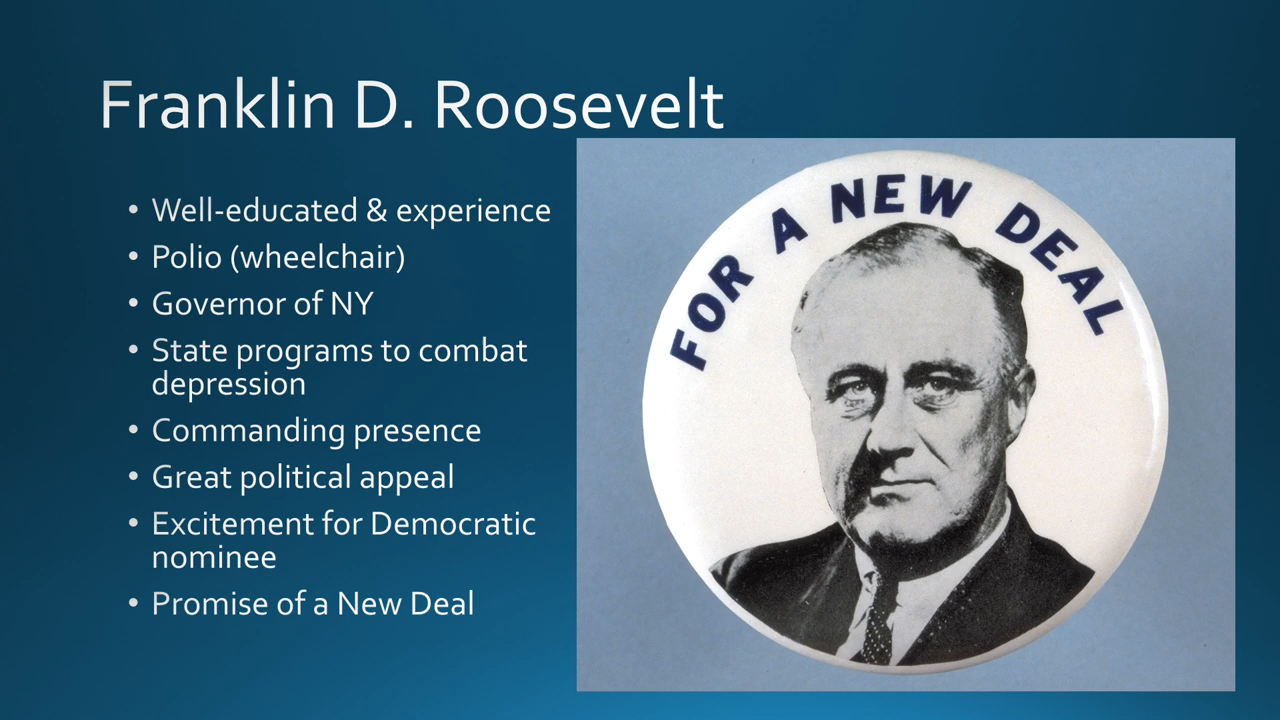 Franklin D. Roosevelt
• Well-educated & experience
• Polio (wheelchair)
• Governor of NY
• State programs to combat
depression
• Commanding presence
• Great political appeal
• Excitement for Democratic
nominee
• Promise of a New Deal
FOR A NEW DEAL